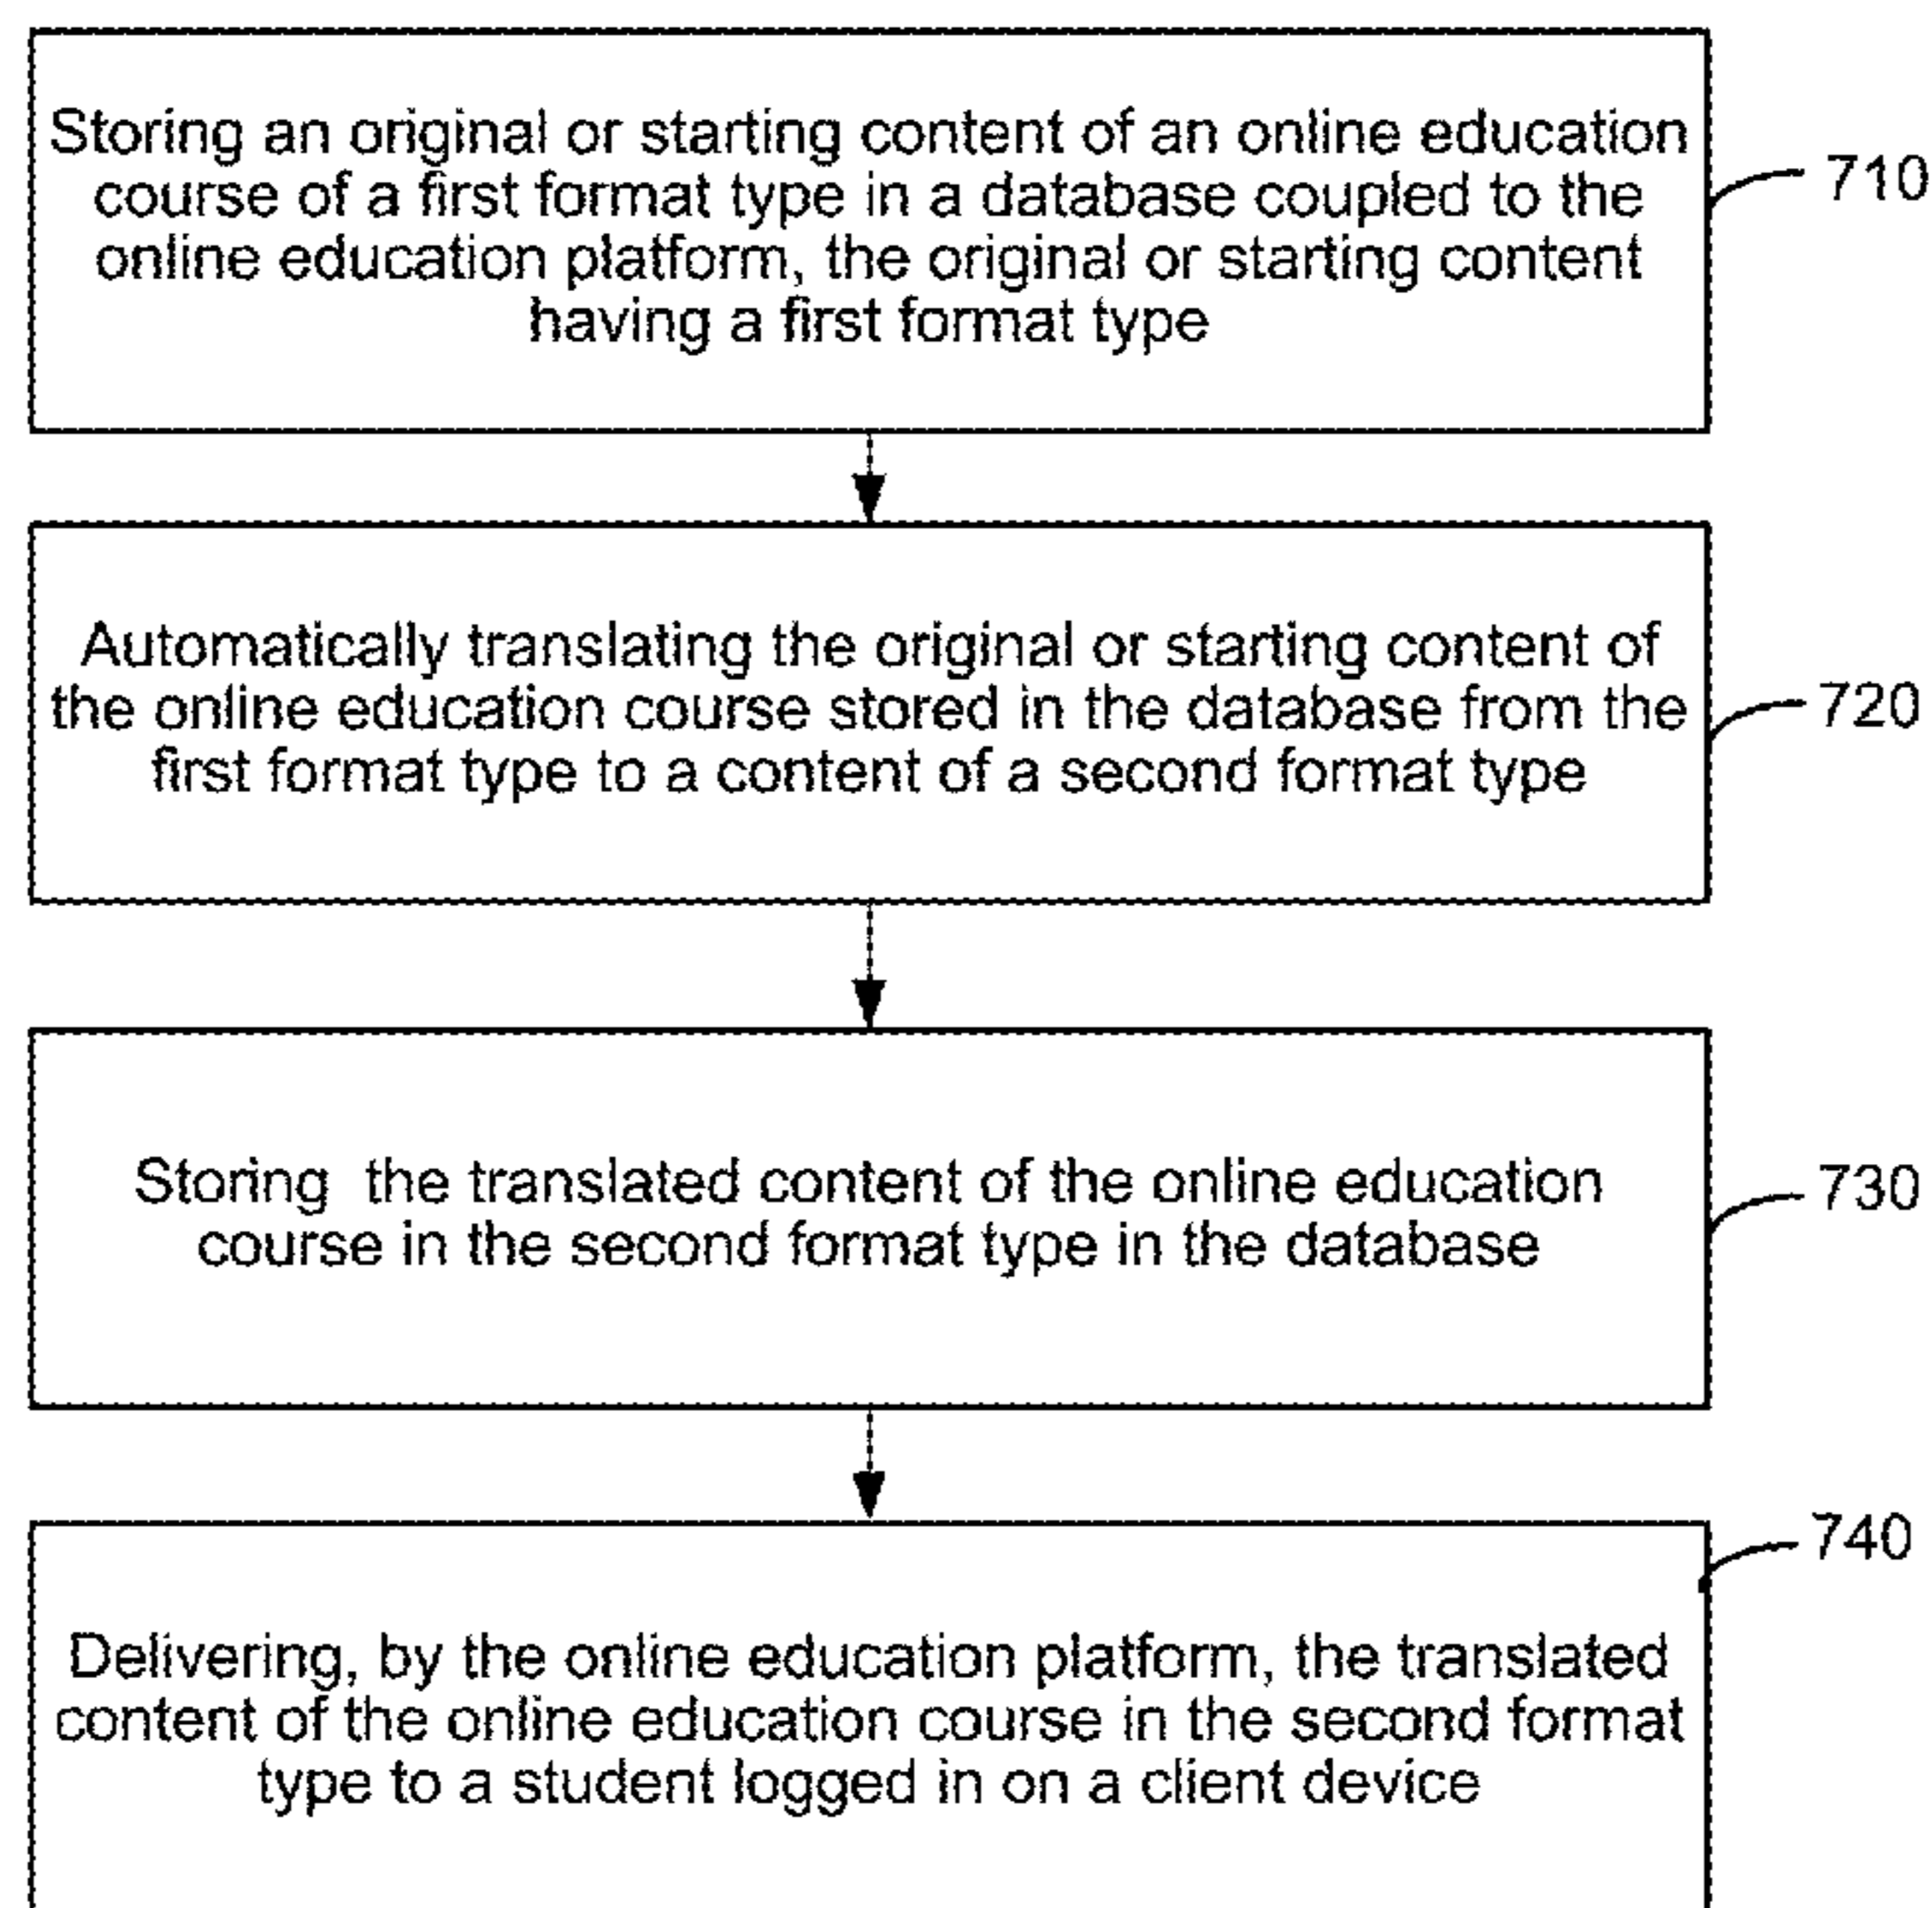 Storing an original or starting content of an online education
course of a first format type in a database coupled to the
online education platform, the original or starting content
having a first format type
710
Automatically translating the original or starting content of
the online education course stored in the database from the
first format type to a content of a second format type
720
Storing the translated content of the online education
course in the second format type in the database
730
740
Delivering, by the online education platform, the translated
content of the online education course in the second format
type to a student logged in on a client device